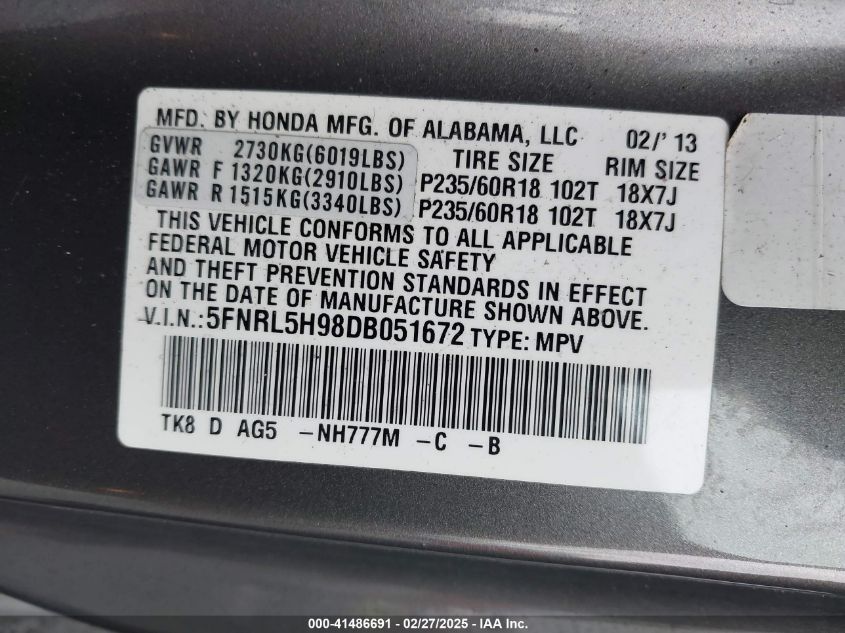 MFD. BY HONDA MFG. OF ALABAMA, LLC 02/' 13
GVWR 2730KG(6019LBS) TIRE SIZE RIM SIZE
GAWR F 1320KG(2910LBS) P235/60R18 102T 18X7J
GAWR R 1515KG(3340LBS) P235/60R18 102T 18X7J
THIS VEHICLE CONFORMS TO ALL APPLICABLE
FEDERAL MOTOR VEHICLE SAFETY
AND THEFT PREVENTION STANDARDS IN EFFECT
ON THE DATE OF MANUFACTURE SHOWN ABOVE.
V.I.N.:5FNRL5H98DB051672 TYPE: MPV
TK8 D AG5 -NH777M -C -B
000-41486691 - 02/27/2025 - IAA Inc.